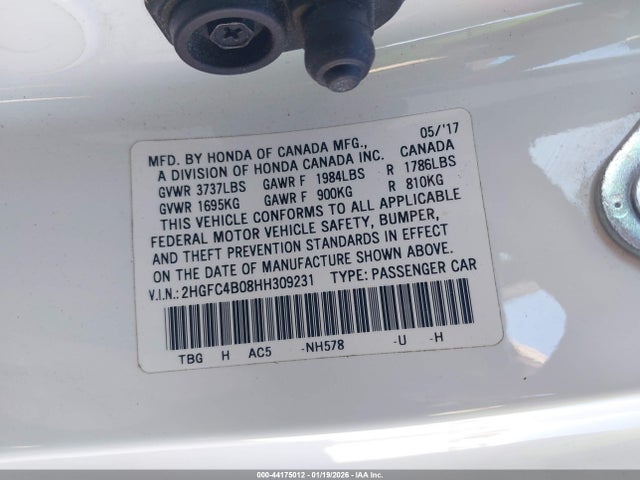 MFD. BY HONDA OF CANADA MFG., 05/'17
A DIVISION OF HONDA CANADA INC. CANADA
GVWR 3737LBS GAWR F 1984LBS R 1786LBS
GVWR 1695KG GAWR F 900KG R 810KG
THIS VEHICLE CONFORMS TO ALL APPLICABLE
FEDERAL MOTOR VEHICLE SAFETY, BUMPER,
AND THEFT PREVENTION STANDARDS IN EFFECT
ON THE DATE OF MANUFACTURE SHOWN ABOVE.
V.I.N.: 2HGFC4B08HH309231 TYPE: PASSENGER CAR
TBG H AC5 -NH578 -U -H
000-44175012 - 01/19/2026 - IAA Inc.